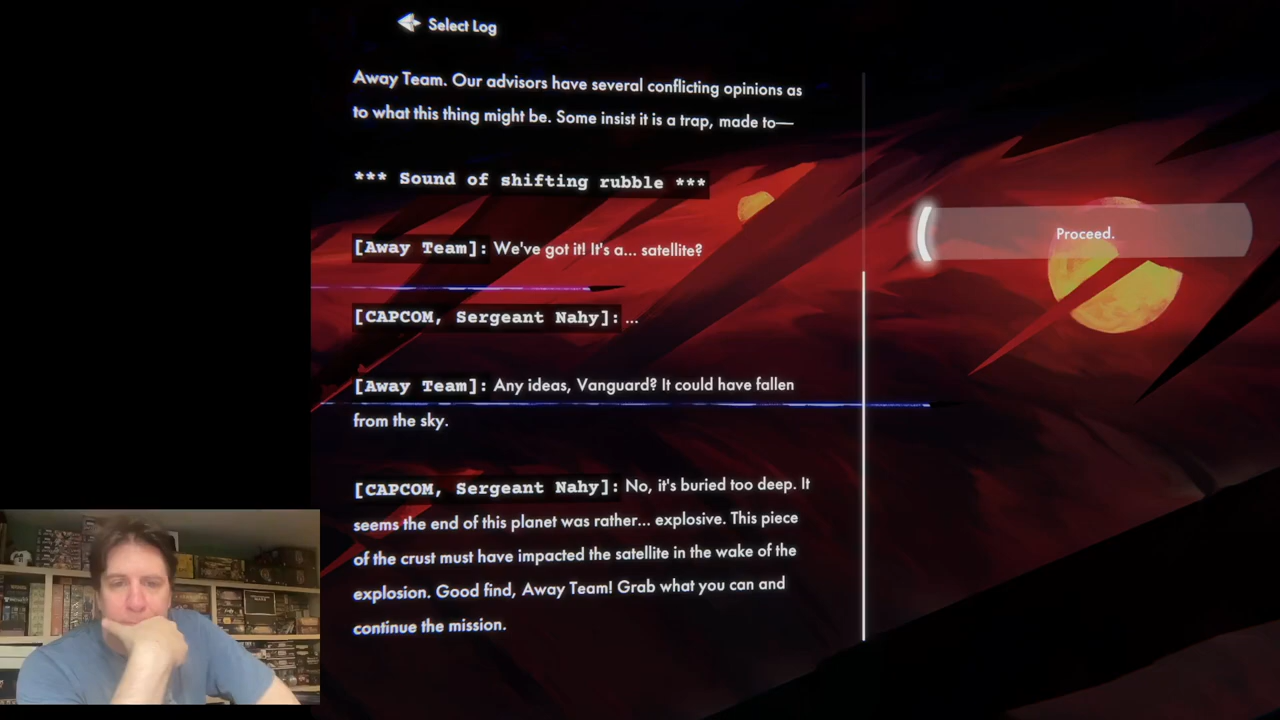 Select Log
Away Team. Our advisors have several conflicting opinions as
to what this thing might be. Some insist it is a trap, made to—
*** Sound of shifting rubble ***
[Away Team]: We've got it! It's a... satellite?
Proceed.
[CAPCOM, Sergeant Nahy]: ...
[Away Team]: Any ideas, Vanguard? It could have fallen
from the sky.
[CAPCOM, Sergeant Nahy]: No, it's buried too deep. It
seems the end of this planet was rather... explosive. This piece
of the crust must have impacted the satellite in the wake of the
explosion. Good find, Away Team! Grab what you can and
continue the mission.